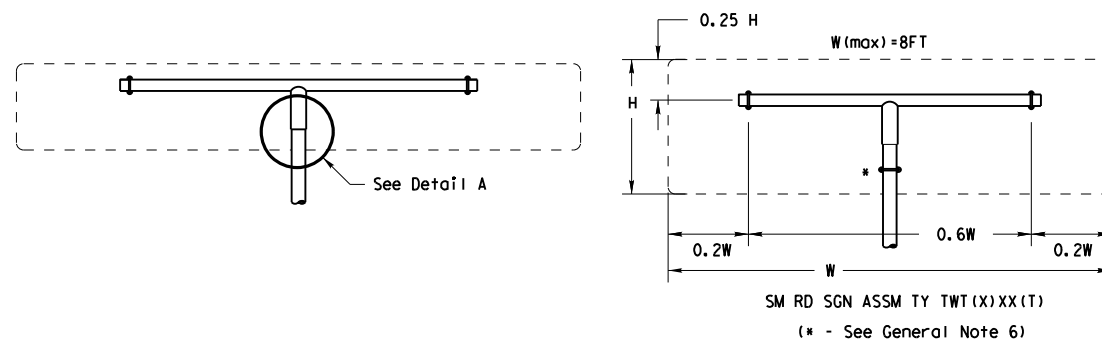 See Detail A
0.25 H
W(max)=8FT
H
*
0.2W
0.6W
0.2W
W
SM RD SGN ASSM TY TWT(X)XX(T)
(* - See General Note 6)